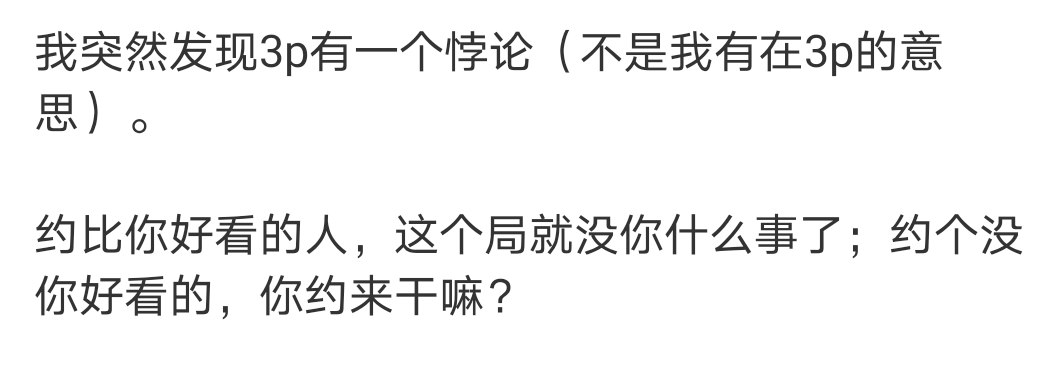 我突然发现3p有一个悖论（不是我有在3p的意
思）。
约比你好看的人，这个局就没你什么事了；约个没
你好看的，你约来干嘛？